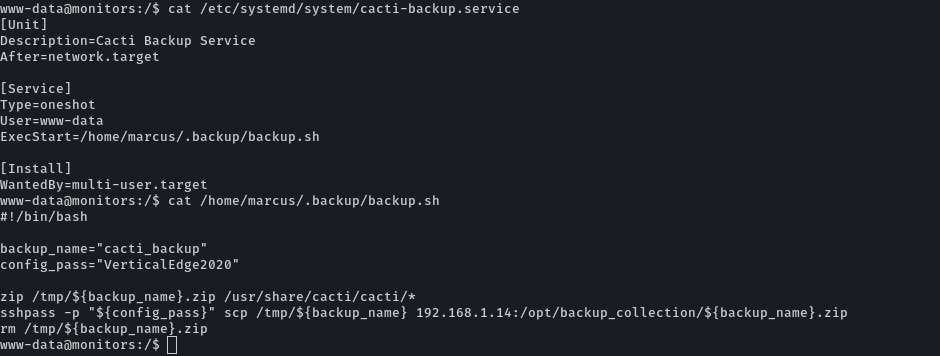 www-data@monitors:/$ cat /etc/systemd/system/cacti-backup.service
[Unit]
Description=Cacti Backup Service
After=network.target

[Service]
Type=oneshot
User=www-data
ExecStart=/home/marcus/.backup/backup.sh

[Install]
WantedBy=multi-user.target
www-data@monitors:/$ cat /home/marcus/.backup/backup.sh
#!/bin/bash

backup_name="cacti_backup"
config_pass="VerticalEdge2020"

zip /tmp/${backup_name}.zip /usr/share/cacti/cacti/*
sshpass -p "${config_pass}" scp /tmp/${backup_name} 192.168.1.14:/opt/backup_collection/${backup_name}.zip
rm /tmp/${backup_name}.zip
www-data@monitors:/$